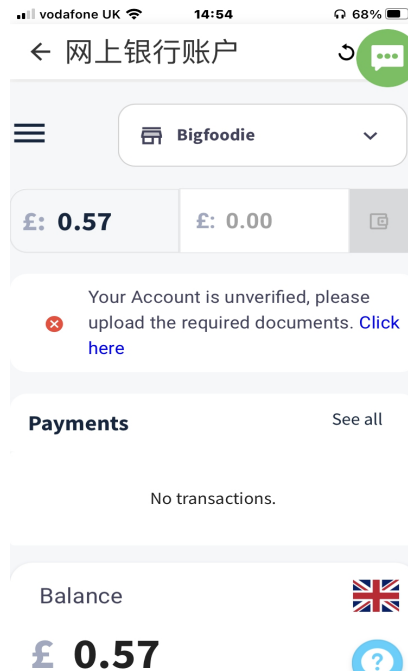 vodafone UK 14:54 68%
网上银行账户
Bigfoodie
£: 0.57 £: 0.00
Your Account is unverified, please
upload the required documents. Click
here
Payments See all
No transactions.
Balance
£ 0.57
?